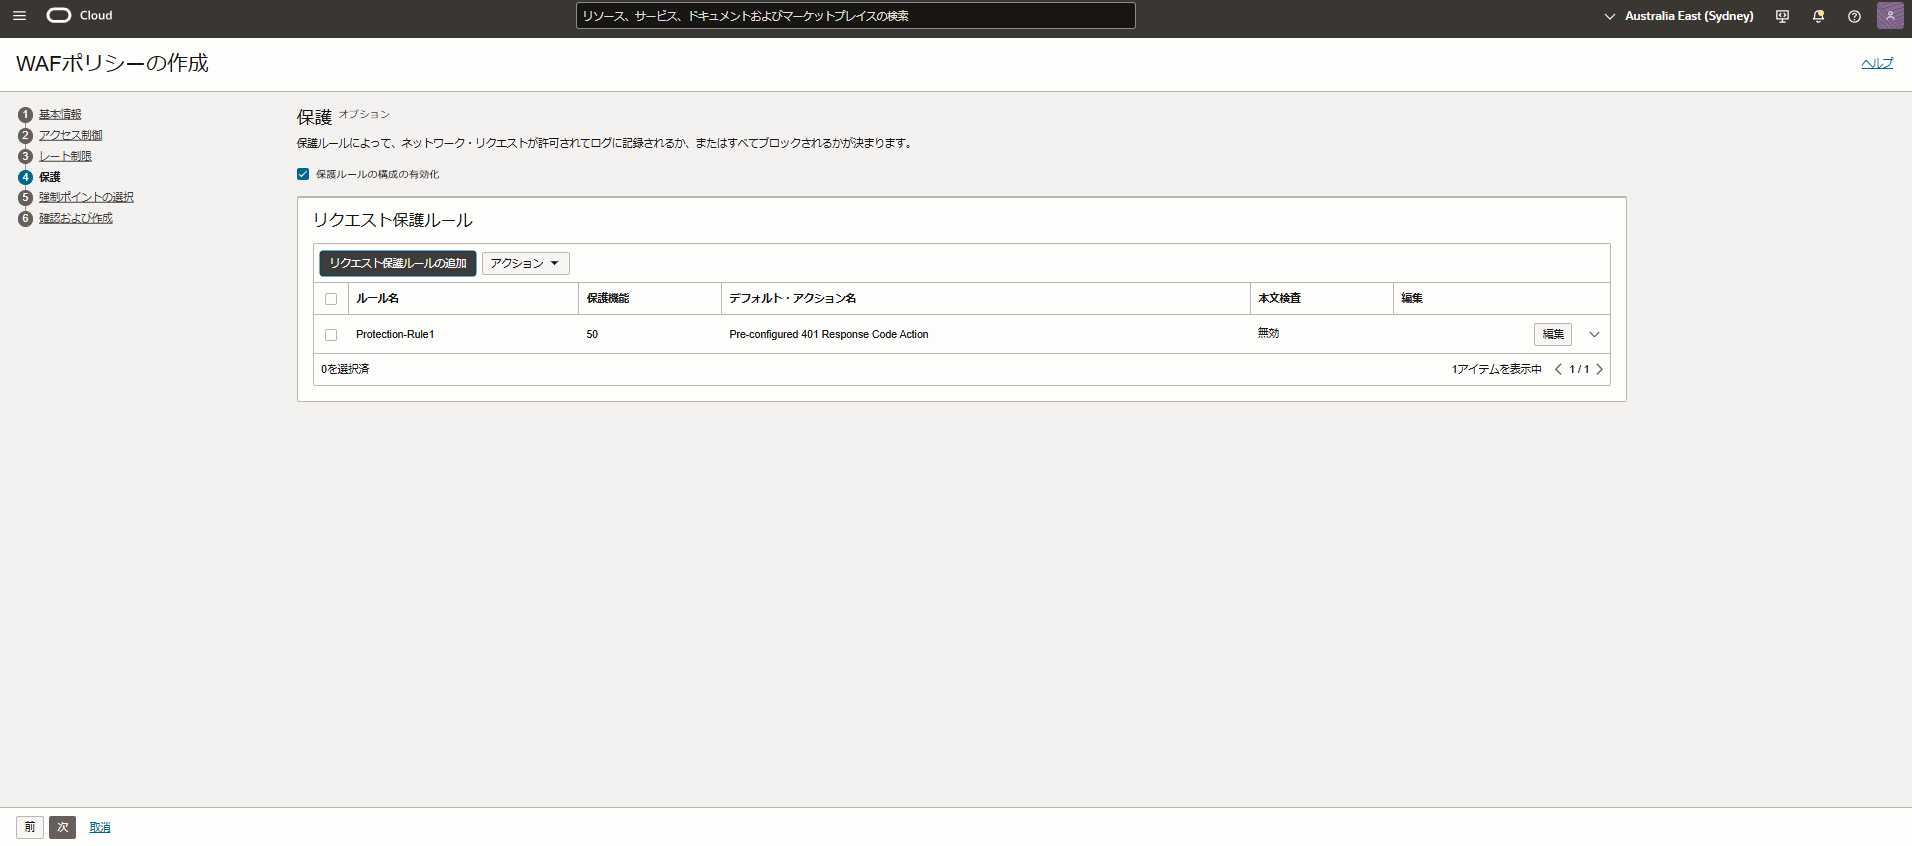 Cloud
リソース、サービス、ドキュメントおよびマーケットプレイスの検索
Australia East (Sydney)
WAFポリシーの作成
ヘルプ
1 基本情報
2 アクセス制御
3 レート制限
4 保護
5 強制ポイントの選択
6 確認および作成
保護 オプション
保護ルールによって、ネットワーク・リクエストが許可されてログに記録されるか、またはすべてブロックされるかが決まります。
保護ルールの構成の有効化
リクエスト保護ルール
リクエスト保護ルールの追加 アクション
ルール名 保護機能 デフォルト・アクション名 本文検査 編集
Protection-Rule1 50 Pre-configured 401 Response Code Action 無効 編集
0を選択済 1アイテムを表示中 1 / 1
前 次 取消